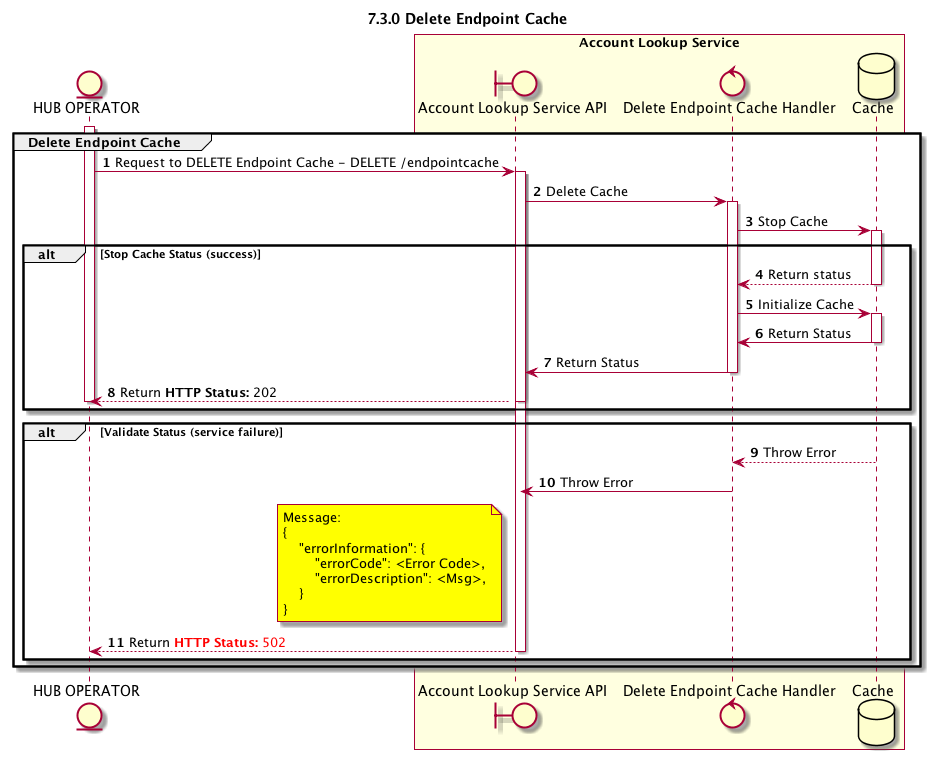 7.3.0 Delete Endpoint Cache
Account Lookup Service
HUB OPERATOR
Account Lookup Service API
Delete Endpoint Cache Handler
Cache
Delete Endpoint Cache
1 Request to DELETE Endpoint Cache – DELETE /endpointcache
2 Delete Cache
3 Stop Cache
alt [Stop Cache Status (success)]
4 Return status
5 Initialize Cache
6 Return Status
7 Return Status
8 Return HTTP Status: 202
alt [Validate Status (service failure)]
9 Throw Error
10 Throw Error
Message:
{
"errorInformation": {
"errorCode": <Error Code>,
"errorDescription": <Msg>,
}
}
11 Return HTTP Status: 502
HUB OPERATOR
Account Lookup Service API
Delete Endpoint Cache Handler
Cache